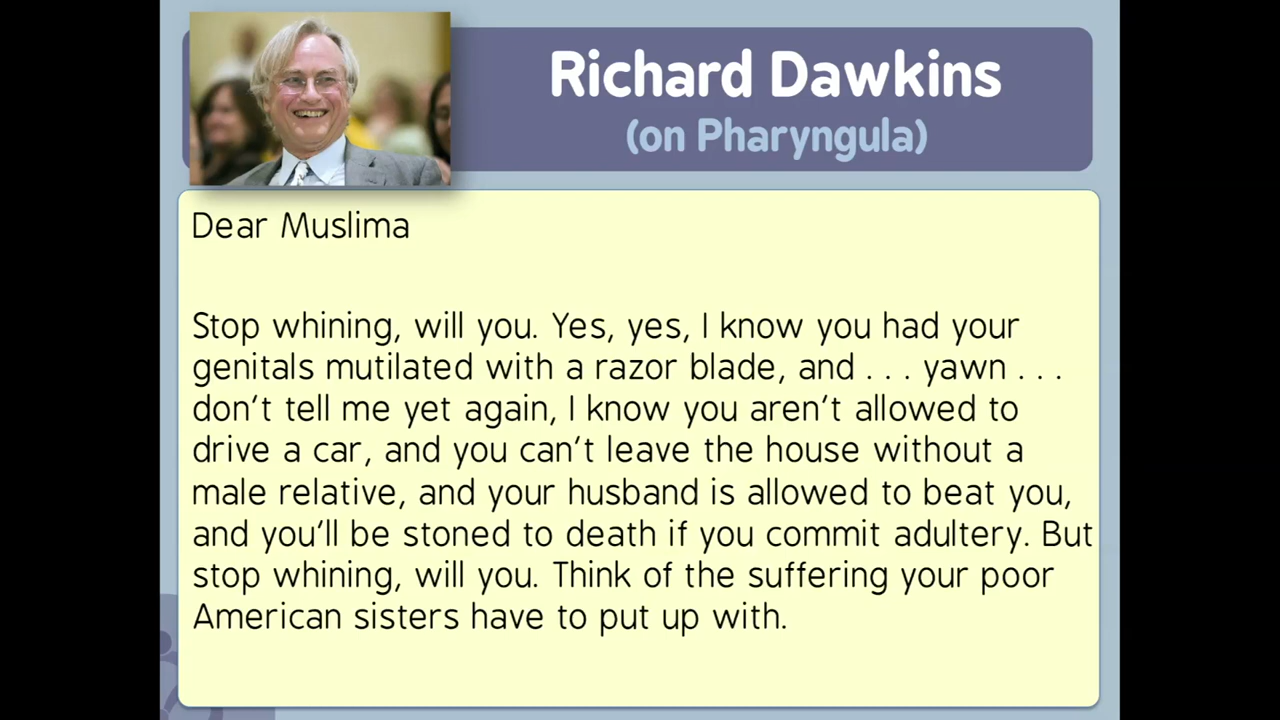 Richard Dawkins
(on Pharyngula)
Dear Muslima
Stop whining, will you. Yes, yes, I know you had your
genitals mutilated with a razor blade, and . . . yawn . . .
don't tell me yet again, I know you aren't allowed to
drive a car, and you can't leave the house without a
male relative, and your husband is allowed to beat you,
and you'll be stoned to death if you commit adultery. But
stop whining, will you. Think of the suffering your poor
American sisters have to put up with.